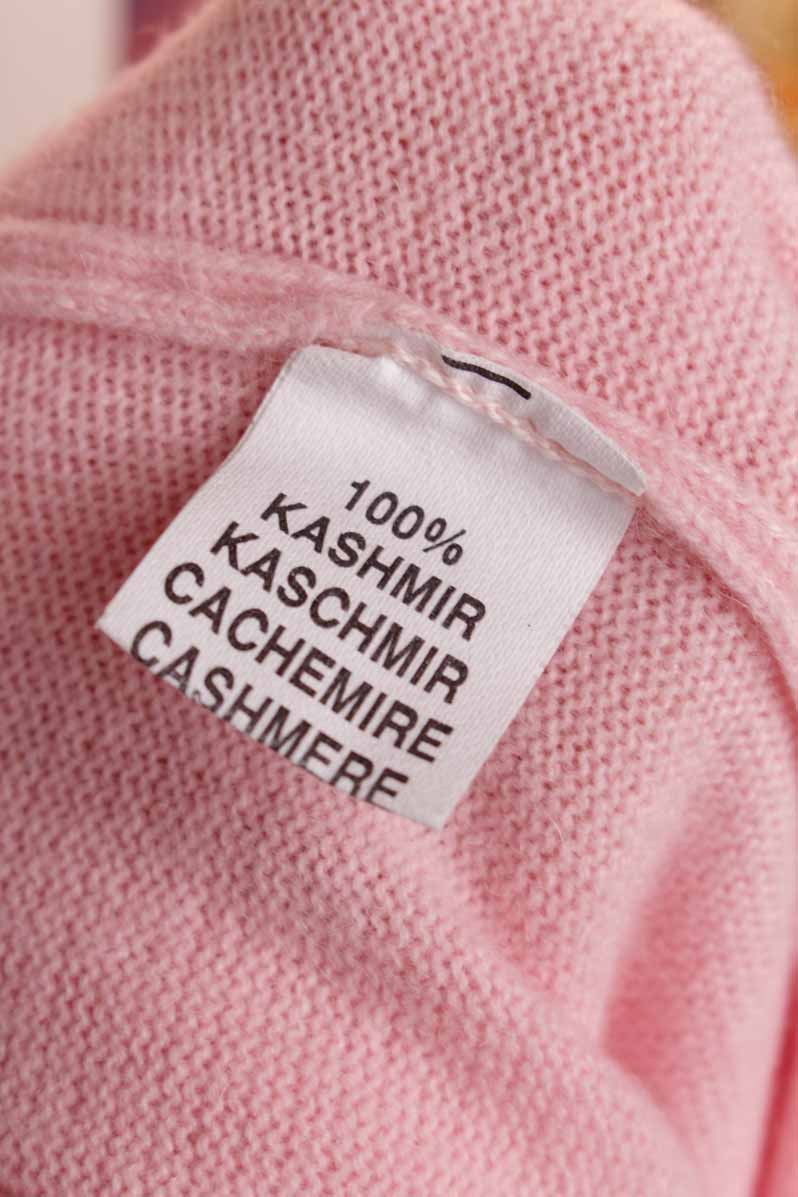 100%
KASHMIR
KASCHMIR
CACHEMIRE
CASHMERE